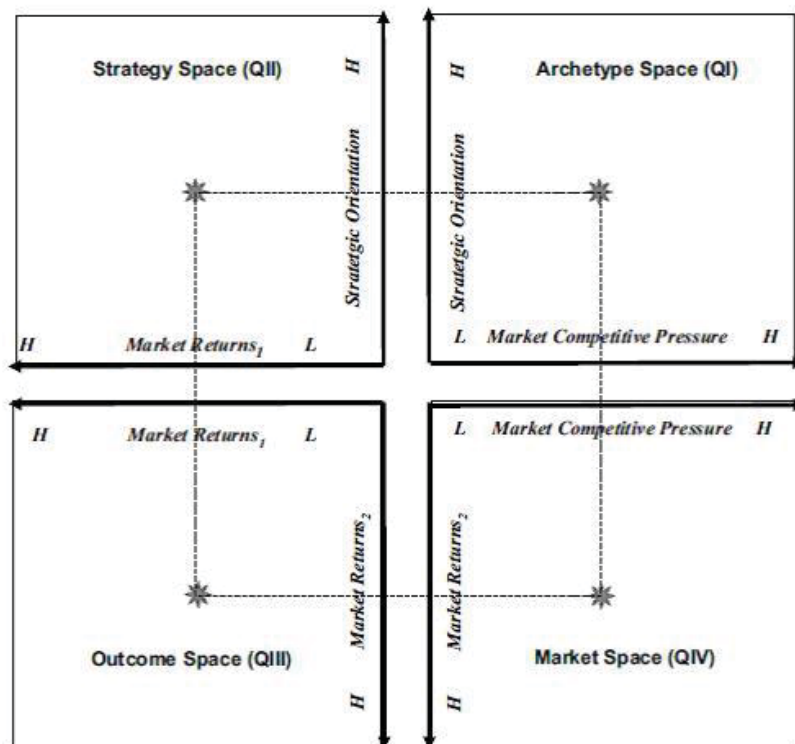 Strategy Space (QII)
H
Stratetgic Orientation
H Market Returns1 L
Archetype Space (QI)
H
Strategic Orientation
L Market Competitive Pressure H
H Market Returns1 L
Market Returns2
H
Outcome Space (QIII)
L Market Competitive Pressure H
Market Returns2
H
Market Space (QIV)